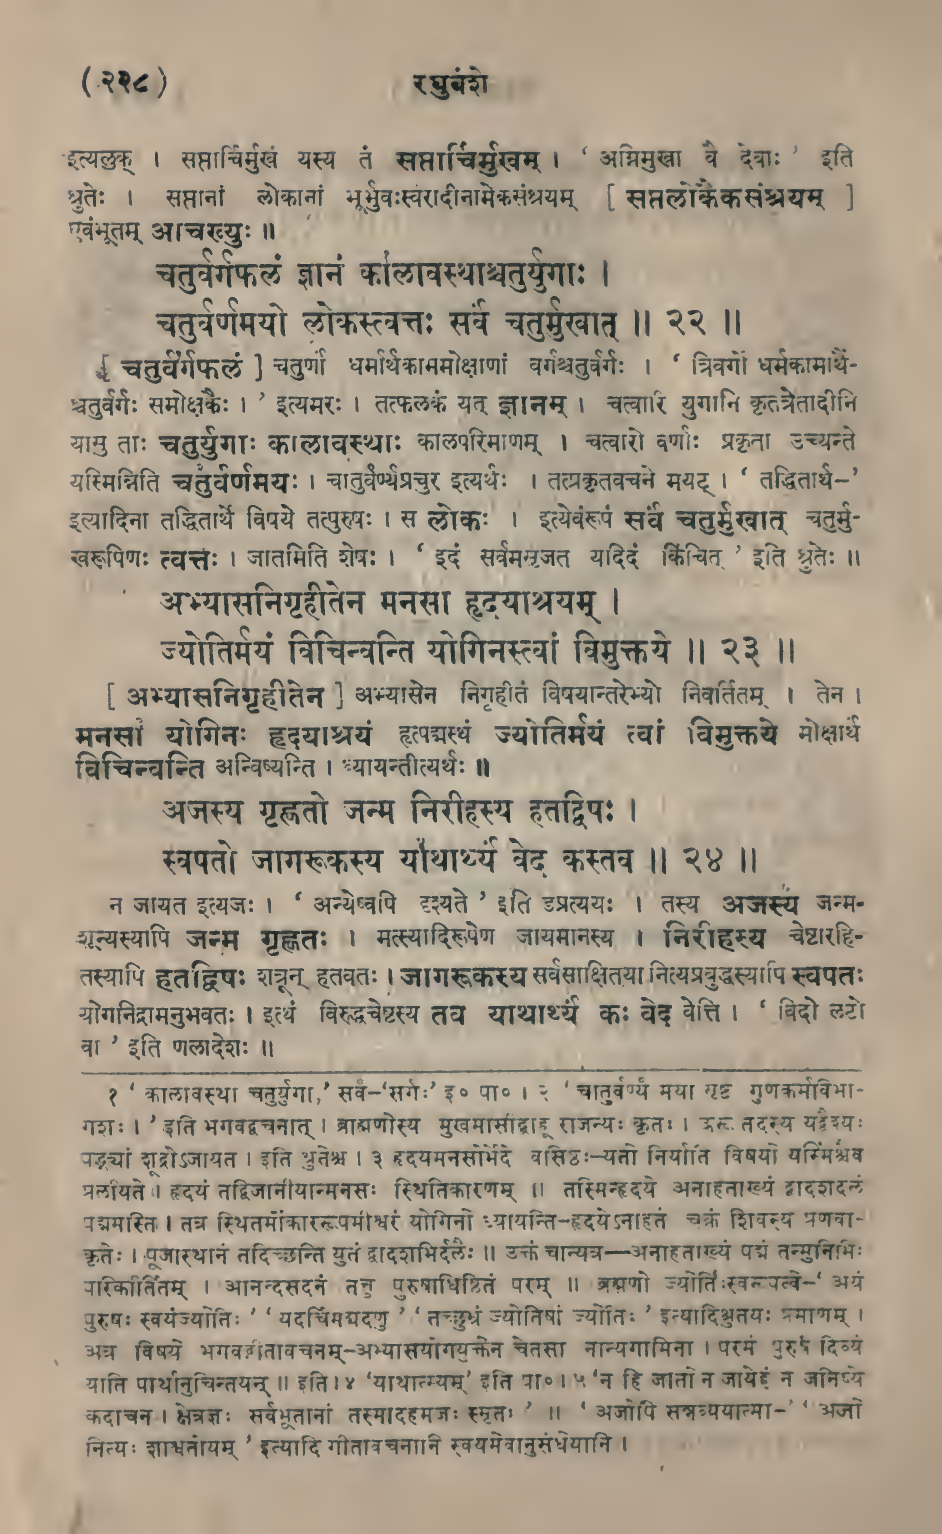 (२१८) रघुवंशे
इत्यलुक् । सप्तार्चिर्मुखं यस्य तं सप्तार्चिर्मुखम् । ‘ अग्निमुखा वै देवाः ’ इति
श्रुतेः । सप्तानां लोकानां भूर्भुवःस्वरादीनामेकसंश्रयम् [ सप्तलोकैकसंश्रयम् ]
एवंभूतम् आचख्युः ॥
चतुर्वर्गफलं ज्ञानं कालावस्थाश्चतुर्युगाः ।
चतुर्वर्णमयो लोकस्त्वत्तः सर्वं चतुर्मुखात् ॥ २२ ॥
[ चतुर्वर्गफलं ] चतुर्णां धर्मार्थकाममोक्षाणां वर्गश्चतुर्वर्गः । ‘ त्रिवर्गो धर्मकामार्थै-
श्चतुर्वर्गः समोक्षकैः । ’ इत्यमरः । तत्फलकं यत् ज्ञानम् । चत्वारि युगानि कृतत्रेतादीनि
यासु ताः चतुर्युगाः कालावस्थाः कालपरिमाणम् । चत्वारो वर्णाः प्रकृता उच्यन्ते
यस्मिन्निति चतुर्वर्णमयः । चातुर्वर्ण्यप्रचुर इत्यर्थः । तत्प्रकृतवचने मयट् । ‘ तद्धितार्थ-’
इत्यादिना तद्धितार्थे विषये तत्पुरुषः । स लोकः । इत्येवंरूपं सर्वं चतुर्मुखात् चतुर्मु-
खरूपिणः त्वत्तः । जातमिति शेषः । ‘ इदं सर्वमसृजत यदिदं किंचित् ’ इति श्रुतेः ॥
अभ्यासनिगृहीतेन मनसा हृदयाश्रयम् ।
ज्योतिर्मयं विचिन्वन्ति योगिनस्त्वां विमुक्तये ॥ २३ ॥
[ अभ्यासनिगृहीतेन ] अभ्यासेन निगृहीतं विषयान्तरेभ्यो निवर्तितम् । तेन ।
मनसा योगिनः हृदयाश्रयं हृत्पद्मस्थं ज्योतिर्मयं त्वां विमुक्तये मोक्षार्थं
विचिन्वन्ति अन्विष्यन्ति । ध्यायन्तीत्यर्थः ॥
अजस्य गृह्णतो जन्म निरीहस्य हतद्विषः ।
स्वपतो जागरूकस्य याथार्थ्यं वेद कस्तव ॥ २४ ॥
न जायत इत्यजः । ‘ अन्येष्वपि दृश्यते ’ इति डप्रत्ययः । तस्य अजस्य जन्म-
शून्यस्यापि जन्म गृह्णतः । मत्स्यादिरूपेण जायमानस्य । निरीहस्य चेष्टारहि-
तस्यापि हतद्विषः शत्रून् हतवतः । जागरूकस्य सर्वसाक्षितया नित्यप्रबुद्धस्यापि स्वपतः
योगनिद्रामनुभवतः । इत्थं विरुद्धचेष्टस्य तव याथार्थ्यं कः वेद वेत्ति । ‘ विदो लटो
वा ’ इति णलादेशः ॥
१ ‘ कालावस्था चतुर्युगा,’ सर्वं-‘सर्गः’ इ० पा० । २ ‘ चातुर्वर्ण्यं मया सृष्टं गुणकर्मविभा-
गशः । ’ इति भगवद्वचनात् । ब्राह्मणोस्य मुखमासीद्बाहू राजन्यः कृतः । ऊरू तदस्य यद्वैश्यः
पद्भ्यां शूद्रोऽजायत । इति श्रुतेश्च । ३ हृदयमनसोर्भेदे वसिष्ठः-यतो निर्याति विषयो यस्मिंश्चैव
प्रलीयते । हृदयं तद्विजानीयान्मनसः स्थितिकारणम् ॥ तस्मिन्हृदये अनाहताख्यं द्वादशदलं
पद्ममस्ति । तत्र स्थितमोंकाररूपमीश्वरं योगिनो ध्यायन्ति-हृदयेऽनाहतं चक्रं शिवस्य प्रणवा-
कृतेः । पूजास्थानं तदिच्छन्ति युतं द्वादशभिर्दलैः ॥ उक्तं चान्यत्र—अनाहताख्यं पद्मं तन्मुनिभिः
परिकीर्तितम् । आनन्दसदनं तत्तु पुरुषाधिष्ठितं परम् ॥ ब्रह्मणो ज्योतिःस्वरूपत्वे-‘ अयं
पुरुषः स्वयंज्योतिः ’ ‘ यदर्चिमद्यदणु ’ ‘ तच्छुभ्रं ज्योतिषां ज्योतिः ’ इत्यादिश्रुतयः प्रमाणम् ।
अत्र विषये भगवद्गीतावचनम्-अभ्यासयोगयुक्तेन चेतसा नान्यगामिना । परमं पुरुषं दिव्यं
याति पार्थानुचिन्तयन् ॥ इति । ४ ‘याथात्म्यम्’ इति पा० । ५ ‘न हि जातो न जायेहं न जनिष्ये
कदाचन । क्षेत्रज्ञः सर्वभूतानां तस्मादहमजः स्मृतः ’ ॥ ‘ अजोपि सन्नव्ययात्मा-’ ‘ अजो
नित्यः शाश्वतोयम् ’ इत्यादि गीतावचनानि स्वयमेवानुसंधेयानि ।